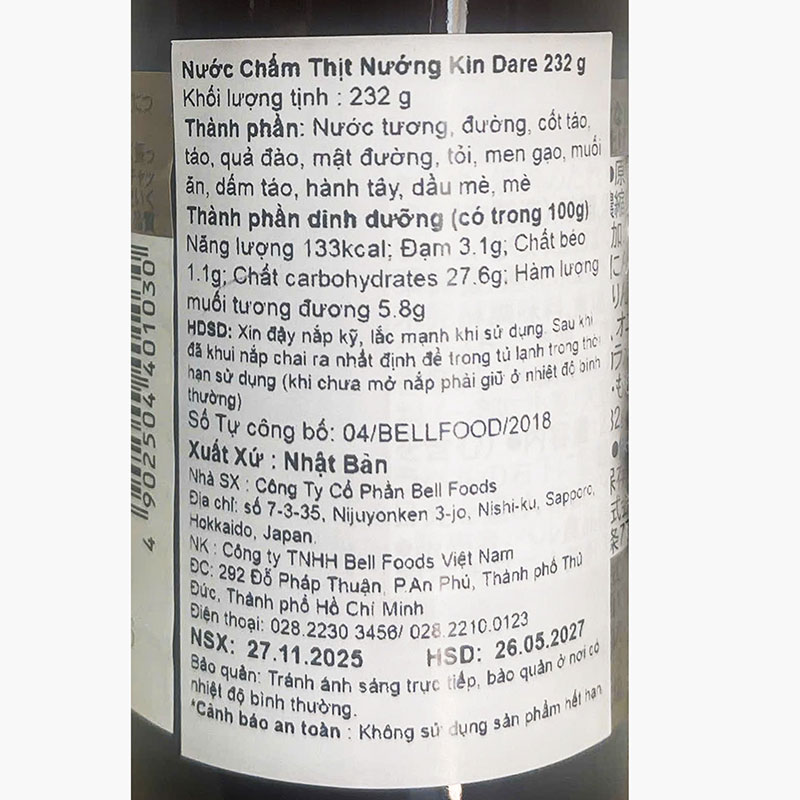 Nước Chấm Thịt Nướng Kin Dare 232 g
Khối lượng tịnh : 232 g
Thành phần: Nước tương, đường, cốt táo,
táo, quả đào, mật đường, tỏi, men gạo, muối
ăn, dấm táo, hành tây, dầu mè, mè
Thành phần dinh dưỡng (có trong 100g)
Năng lượng 133kcal; Đạm 3.1g; Chất béo
1.1g; Chất carbohydrates 27.6g; Hàm lượng
muối tương đương 5.8g
HDSD: Xin đậy nắp kỹ, lắc mạnh khi sử dụng. Sau khi
đã khui nắp chai ra nhất định để trong tủ lạnh trong thời
hạn sử dụng (khi chưa mở nắp phải giữ ở nhiệt độ bình
thường)
Số Tự công bố: 04/BELLFOOD/2018
Xuất Xứ : Nhật Bản
Nhà SX : Công Ty Cổ Phần Bell Foods
Địa chỉ: số 7-3-35, Nijuyonken 3-jo, Nishi-ku, Sapporo,
Hokkaido, Japan.
NK : Công ty TNHH Bell Foods Việt Nam
ĐC: 292 Đỗ Pháp Thuận, P.An Phú, Thành phố Thủ
Đức, Thành phố Hồ Chí Minh
Điện thoại: 028.2230 3456/ 028.2210.0123
NSX: 27.11.2025 HSD: 26.05.2027
Bảo quản: Tránh ánh sáng trực tiếp, bảo quản ở nơi có
nhiệt độ bình thường.
*Cảnh báo an toàn : Không sử dụng sản phẩm hết hạn
4 902504 401030